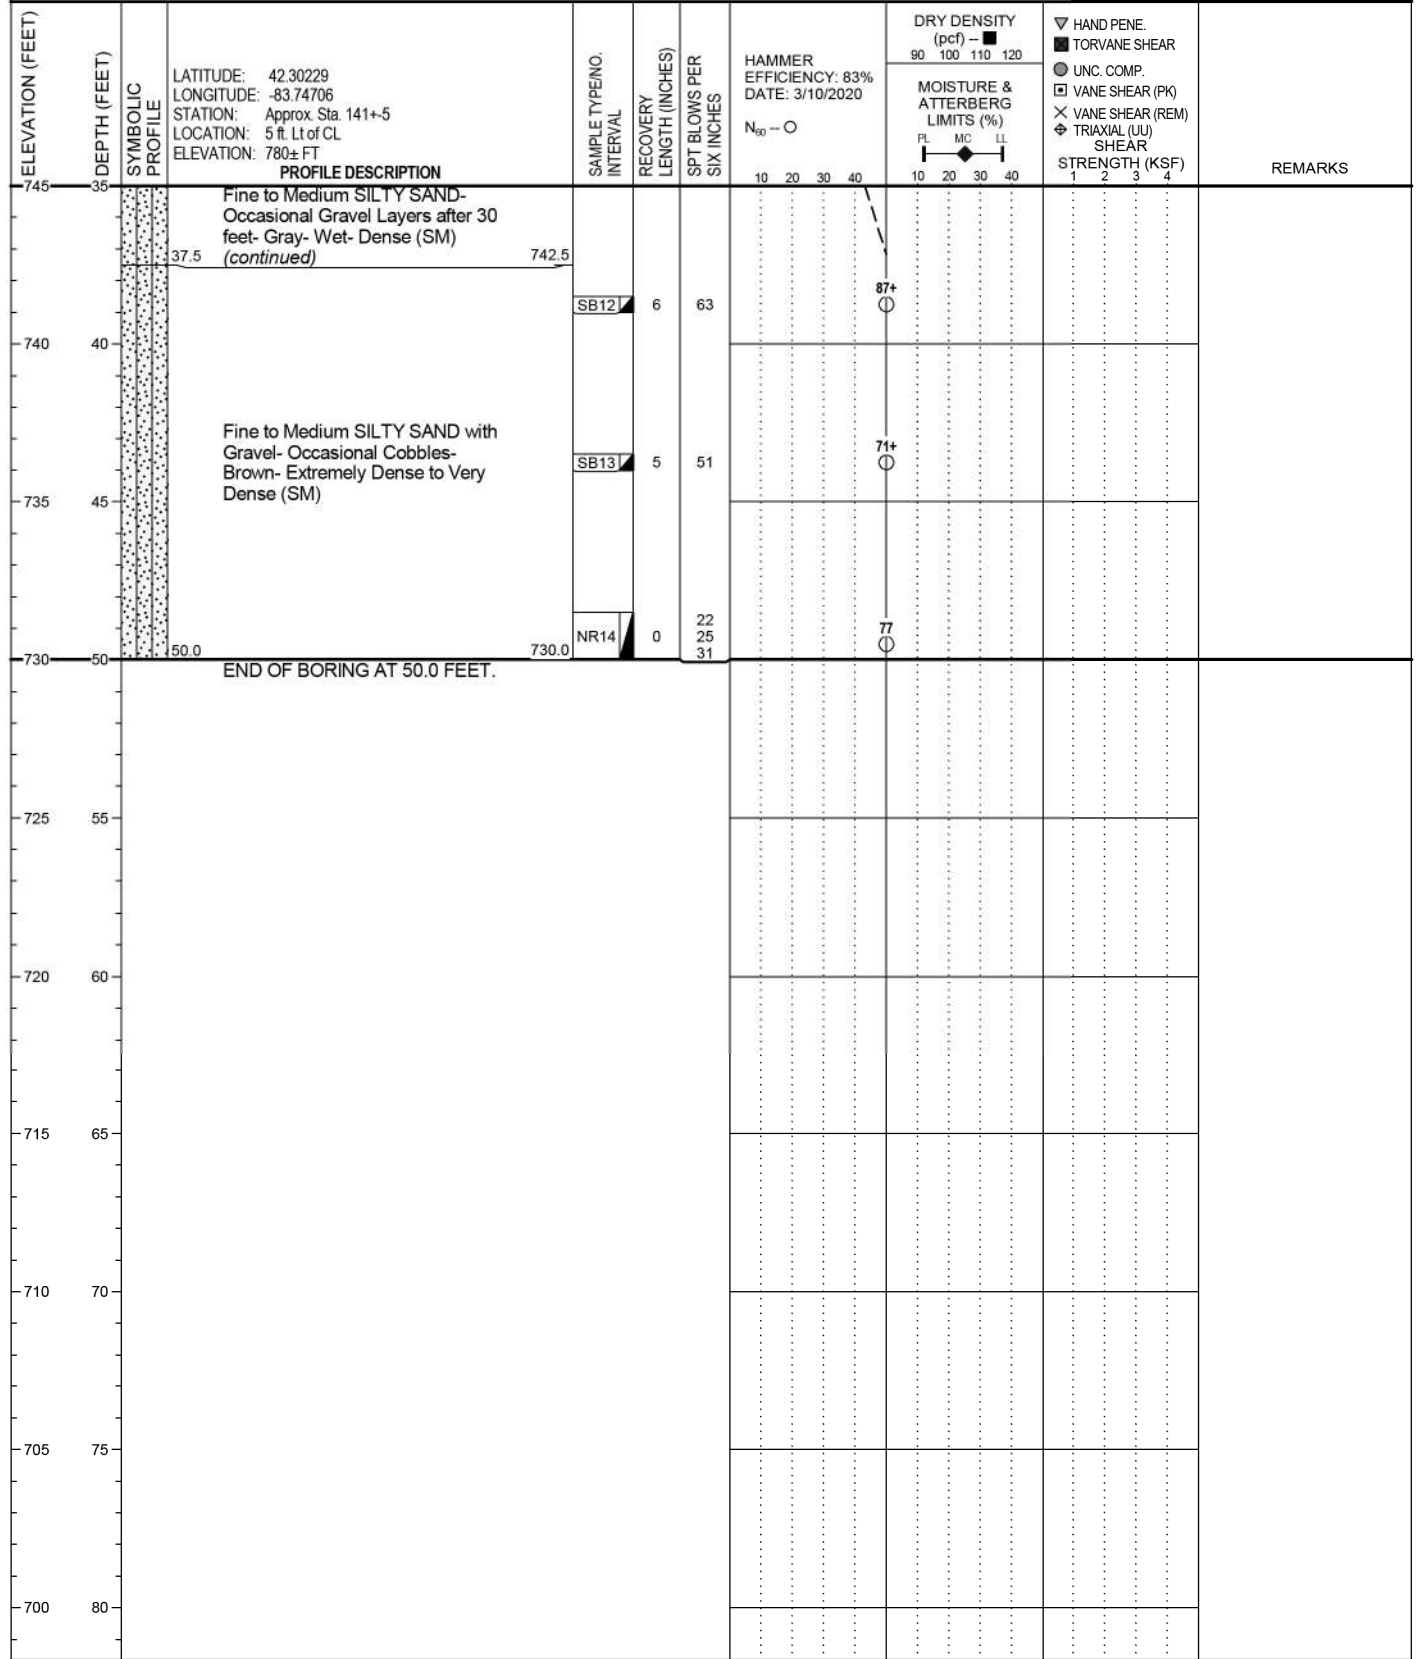 ELEVATION (FEET)
DEPTH (FEET)
SYMBOLIC
PROFILE
LATITUDE: 42.30229
LONGITUDE: -83.74706
STATION: Approx. Sta. 141+-5
LOCATION: 5 ft. Lt of CL
ELEVATION: 780± FT
PROFILE DESCRIPTION
SAMPLE TYPE/NO.
INTERVAL
RECOVERY
LENGTH (INCHES)
SPT BLOWS PER
SIX INCHES
HAMMER
EFFICIENCY: 83%
DATE: 3/10/2020
N60 -- O
10 20 30 40
DRY DENSITY
(pcf) -- ■
90 100 110 120
MOISTURE &
ATTERBERG
LIMITS (%)
PL MC LL
10 20 30 40
HAND PENE.
TORVANE SHEAR
UNC. COMP.
VANE SHEAR (PK)
VANE SHEAR (REM)
TRIAXIAL (UU)
SHEAR
STRENGTH (KSF)
1 2 3 4
REMARKS
745 35
Fine to Medium SILTY SAND-
Occasional Gravel Layers after 30
feet- Gray- Wet- Dense (SM)
37.5 (continued) 742.5
87+
SB12 6 63
740 40
Fine to Medium SILTY SAND with
Gravel- Occasional Cobbles-
Brown- Extremely Dense to Very
Dense (SM)
71+
SB13 5 51
735 45
22
NR14 0 25
31
77
50.0 730.0
730 50
END OF BORING AT 50.0 FEET.
725 55
720 60
715 65
710 70
705 75
700 80